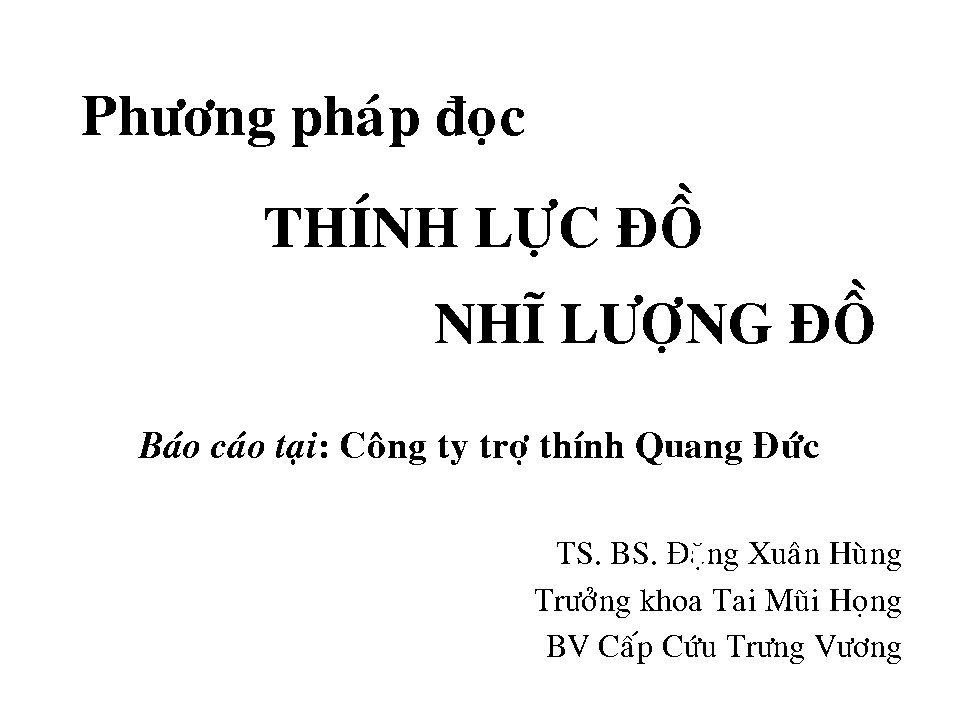 Phương pháp đọc
THÍNH LỰC ĐỒ
NHĨ LƯỢNG ĐỒ
Báo cáo tại: Công ty trợ thính Quang Đức
TS. BS. Đặng Xuân Hùng
Trưởng khoa Tai Mũi Họng
BV Cấp Cứu Trưng Vương